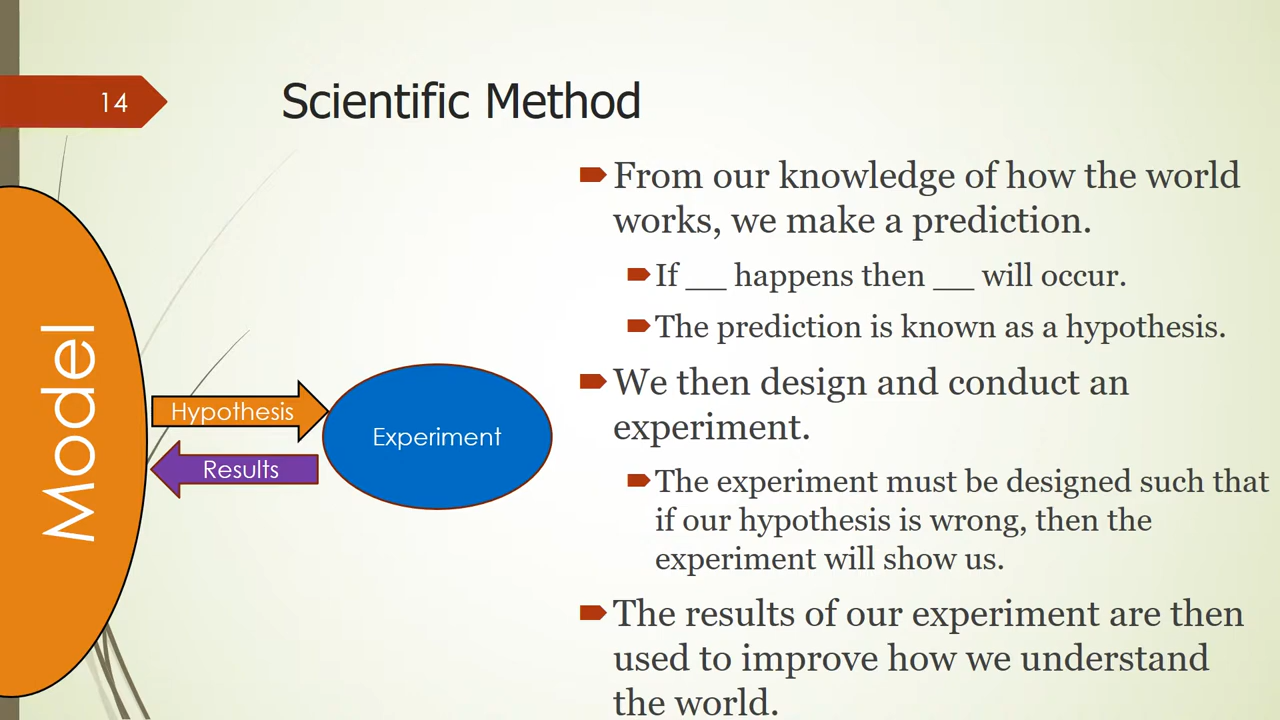 14
Scientific Method
Model
Hypothesis
Results
Experiment
From our knowledge of how the world
works, we make a prediction.
If __ happens then __ will occur.
The prediction is known as a hypothesis.
We then design and conduct an
experiment.
The experiment must be designed such that
if our hypothesis is wrong, then the
experiment will show us.
The results of our experiment are then
used to improve how we understand
the world.